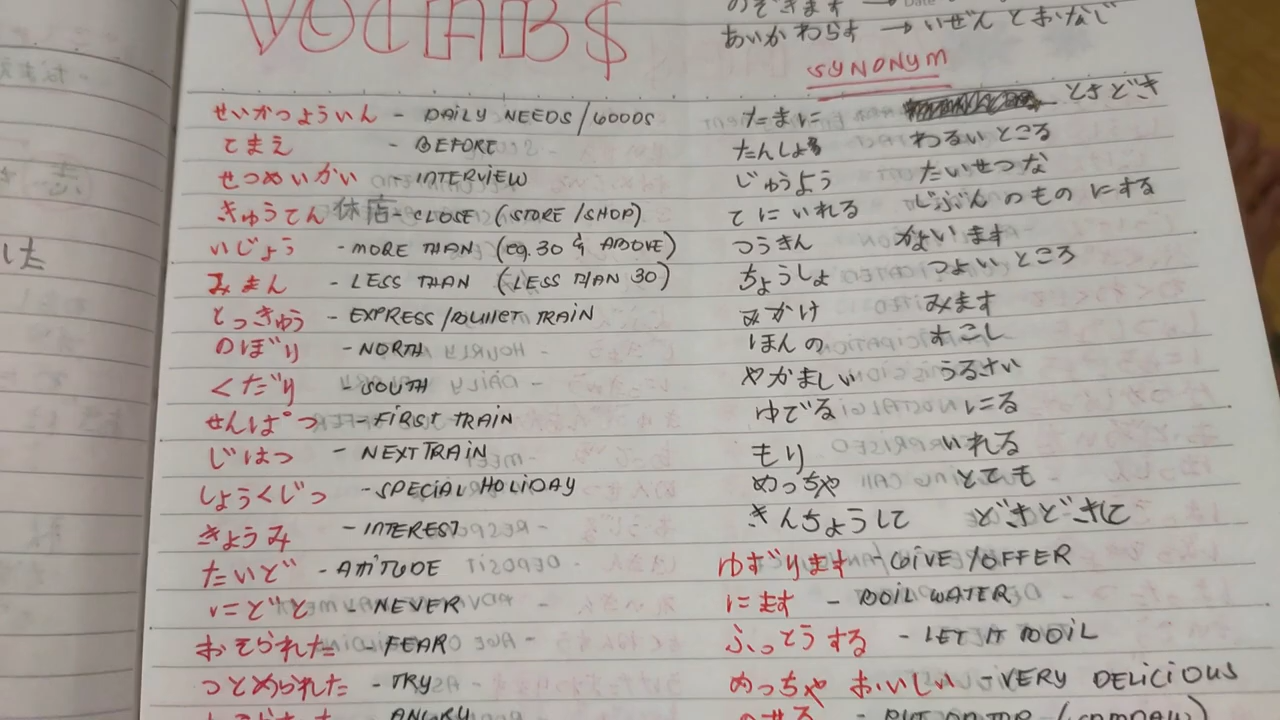 VOCABS
のぞきます →
あいかわらず → いぜん とおなじ
SYNONYM
せいかつよういん - DAILY NEEDS/GOODS
てまえ - BEFORE
せつめいかい - INTERVIEW
きゅうてん 休店 - CLOSE (STORE/SHOP)
いじょう - MORE THAN (eg. 30 & ABOVE)
みまん - LESS THAN (LESS THAN 30)
とっきゅう - EXPRESS/BULLET TRAIN
のぼり - NORTH
くだり - SOUTH
せんぱつ - FIRST TRAIN
じはつ - NEXT TRAIN
しょうくじつ - SPECIAL HOLIDAY
きょうみ - INTEREST
たいど - ATTITUDE
にどと - NEVER
おそられた - FEAR
つとめられた - TRY
ANGRY
たまに ときどき
たんしょ わるい ところ
じゅうよう たいせつ な
てにいれる じぶん のもの にする
つうきん かよいます
ちょうしょ つよい ところ
みかけ みます
ほんの すこし
やかましい うるさい
ゆでる にる
もり いれる
めっちゃ とても
きんちょうして どきどきして
ゆずります - GIVE/OFFER
にます - BOIL WATER
ふっとうする - LET IT BOIL
めっちゃ おいしい - VERY DELICIOUS
のせる - PUT ON TOP